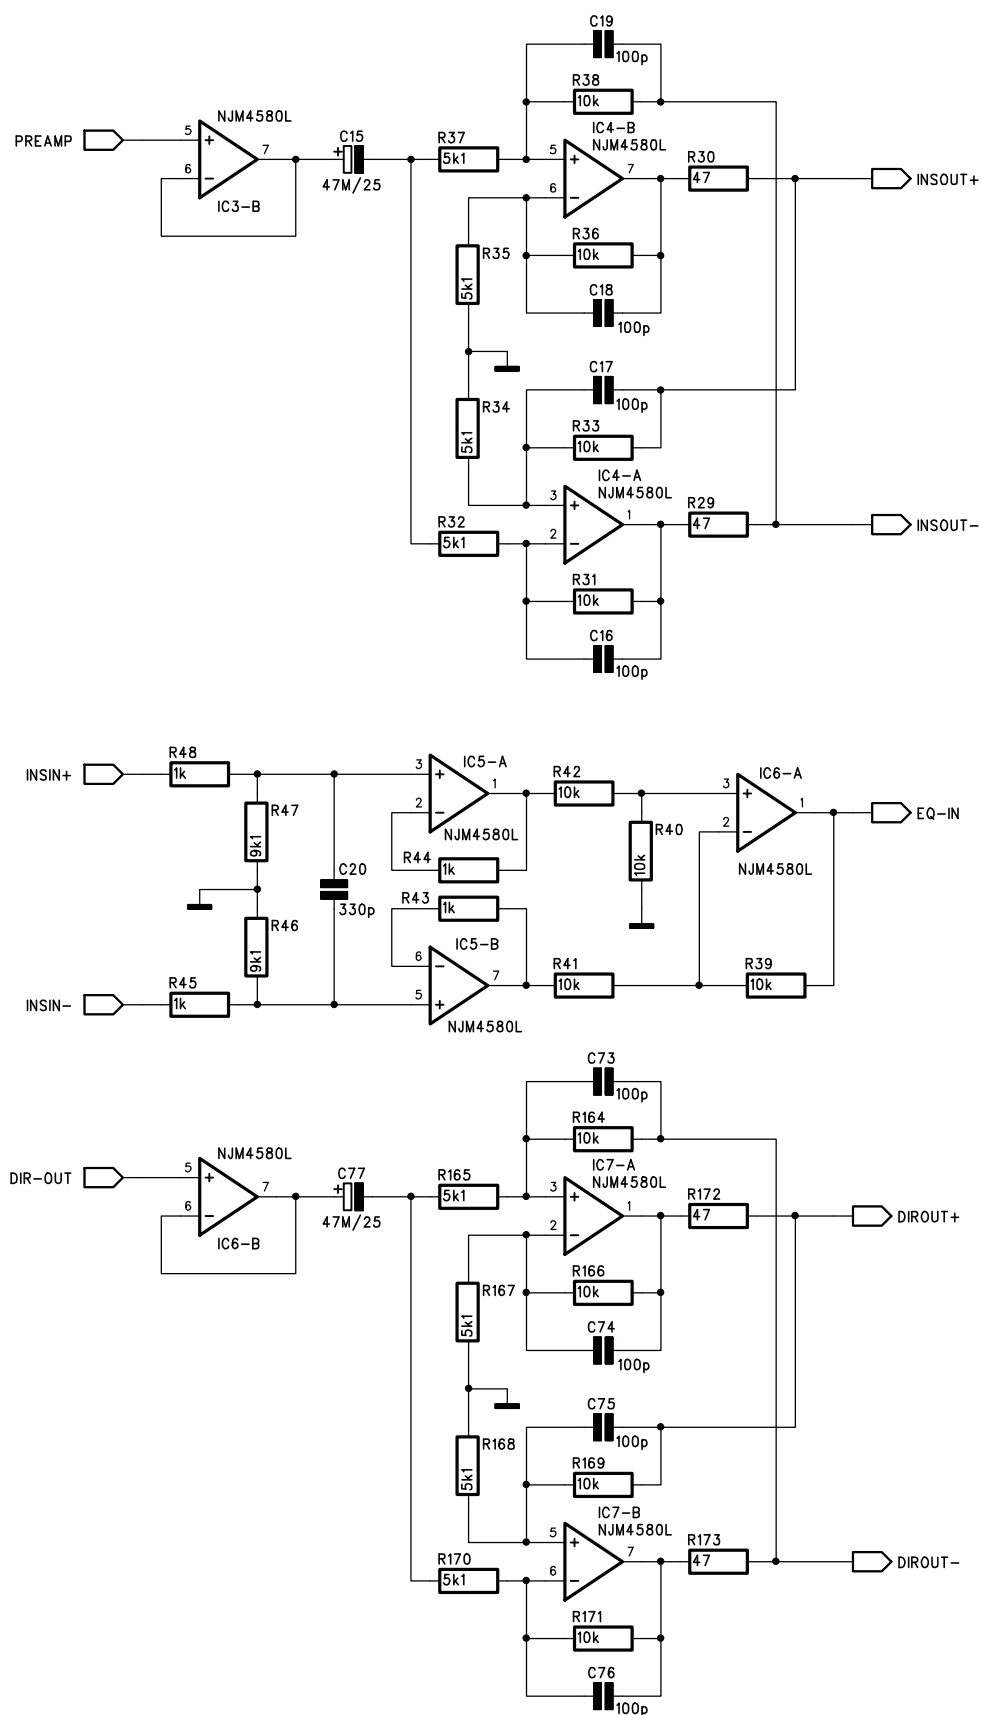 C19
100p
R38
10k
NJM4580L
IC4-B
NJM4580L
PREAMP
5
+
7
6
−
IC3-B
C15
+
47M/25
R37
5k1
5
+
7
6
−
R30
47
INSOUT+
R35
5k1
R36
10k
C18
100p
C17
100p
R34
5k1
R33
10k
IC4-A
NJM4580L
3
+
1
2
−
R29
47
INSOUT-
R32
5k1
R31
10k
C16
100p
INSIN+
R48
1k
IC5-A
3
+
1
2
−
NJM4580L
R42
10k
IC6-A
3
+
1
2
−
NJM4580L
EQ-IN
R47
9k1
R44
1k
R40
10k
C20
330p
R43
1k
R46
9k1
IC5-B
6
−
7
5
+
NJM4580L
R41
10k
R39
10k
INSIN-
R45
1k
C73
100p
R164
10k
NJM4580L
IC7-A
NJM4580L
DIR-OUT
5
+
7
6
−
IC6-B
C77
+
47M/25
R165
5k1
3
+
1
2
−
R172
47
DIROUT+
R167
5k1
R166
10k
C74
100p
C75
100p
R168
5k1
R169
10k
IC7-B
NJM4580L
5
+
7
6
−
R173
47
DIROUT-
R170
5k1
R171
10k
C76
100p